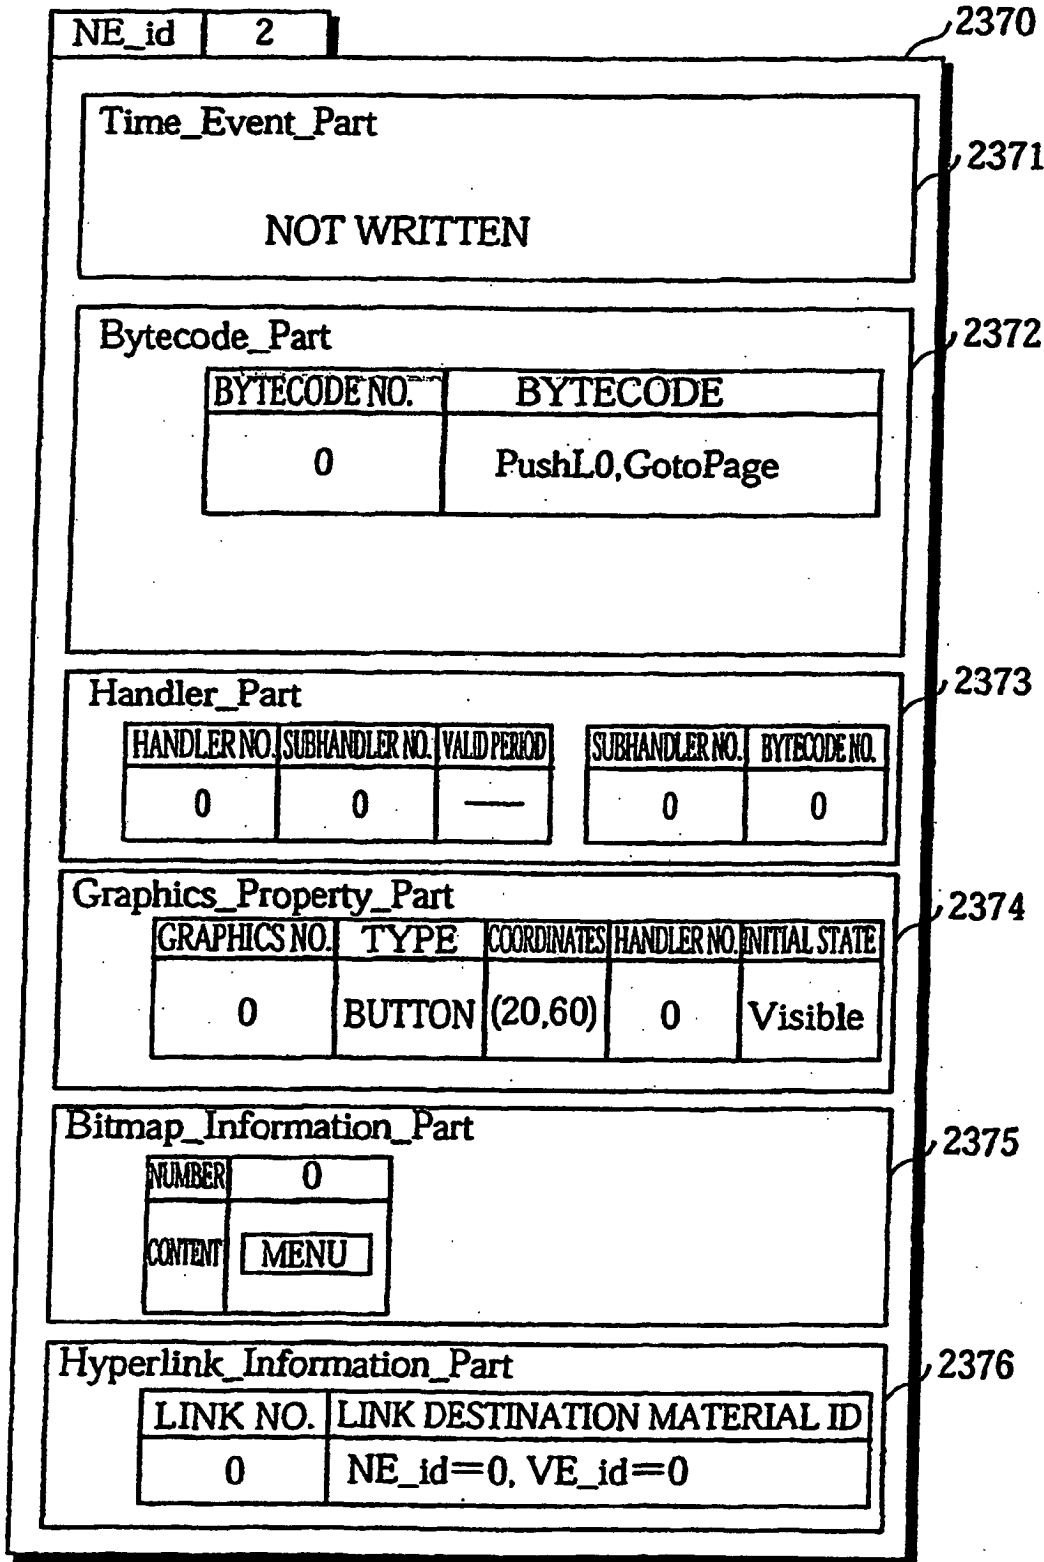 NE_id 2
2370
Time_Event_Part
2371
NOT WRITTEN
Bytecode_Part
2372
BYTECODE NO. BYTECODE
0 PushL0,GotoPage
Handler_Part
2373
HANDLER NO. SUBHANDLER NO. VALID PERIOD SUBHANDLER NO. BYTECODE NO.
0 0 — 0 0
Graphics_Property_Part
2374
GRAPHICS NO. TYPE COORDINATES HANDLER NO. INITIAL STATE
0 BUTTON (20,60) 0 Visible
Bitmap_Information_Part
2375
NUMBER 0
CONTENT MENU
Hyperlink_Information_Part
2376
LINK NO. LINK DESTINATION MATERIAL ID
0 NE_id=0, VE_id=0